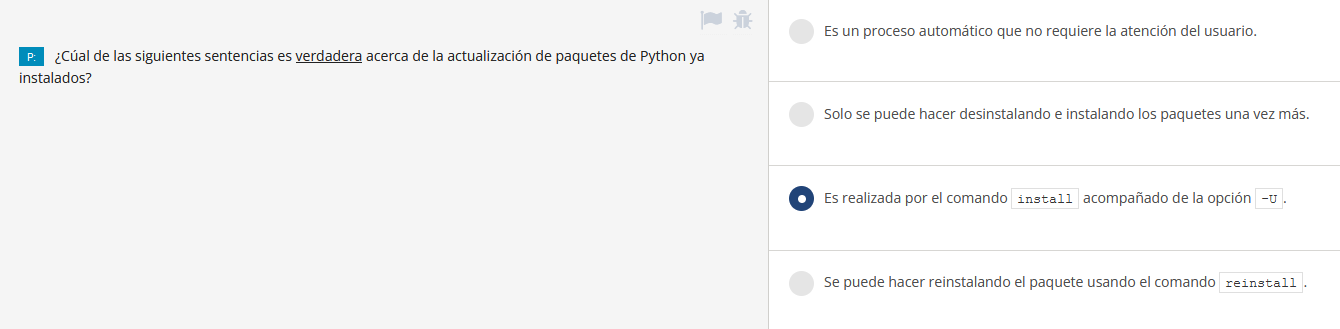 P: ¿Cúal de las siguientes sentencias es verdadera acerca de la actualización de paquetes de Python ya
instalados?
Es un proceso automático que no requiere la atención del usuario.
Solo se puede hacer desinstalando e instalando los paquetes una vez más.
Es realizada por el comando install acompañado de la opción -U.
Se puede hacer reinstalando el paquete usando el comando reinstall.